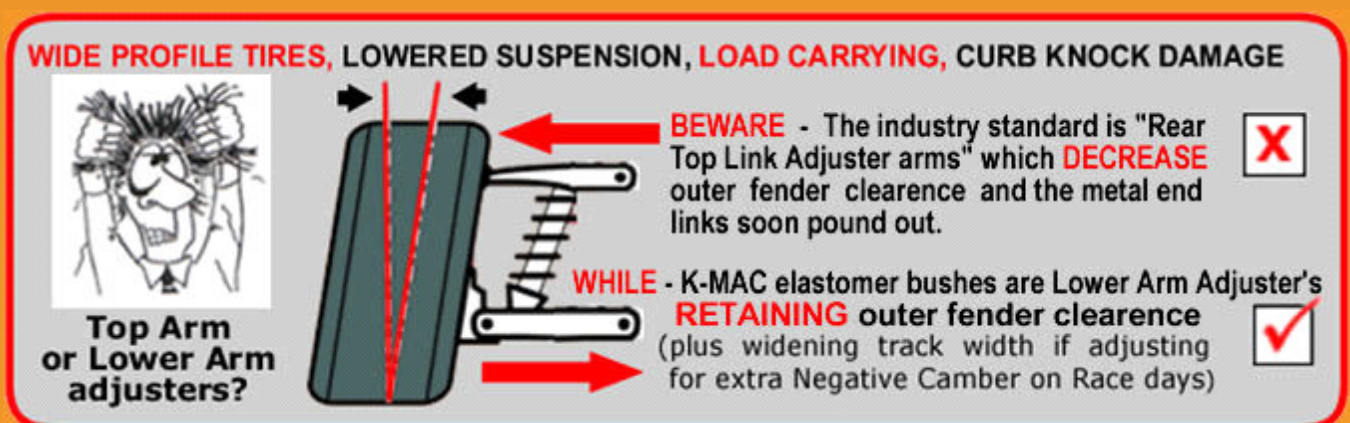 WIDE PROFILE TIRES, LOWERED SUSPENSION, LOAD CARRYING, CURB KNOCK DAMAGE
BEWARE - The industry standard is "Rear
Top Link Adjuster arms" which DECREASE
outer fender clearence and the metal end
links soon pound out.
X
WHILE - K-MAC elastomer bushes are Lower Arm Adjuster's
RETAINING outer fender clearence
(plus widening track width if adjusting
for extra Negative Camber on Race days)
Top Arm
or Lower Arm
adjusters?